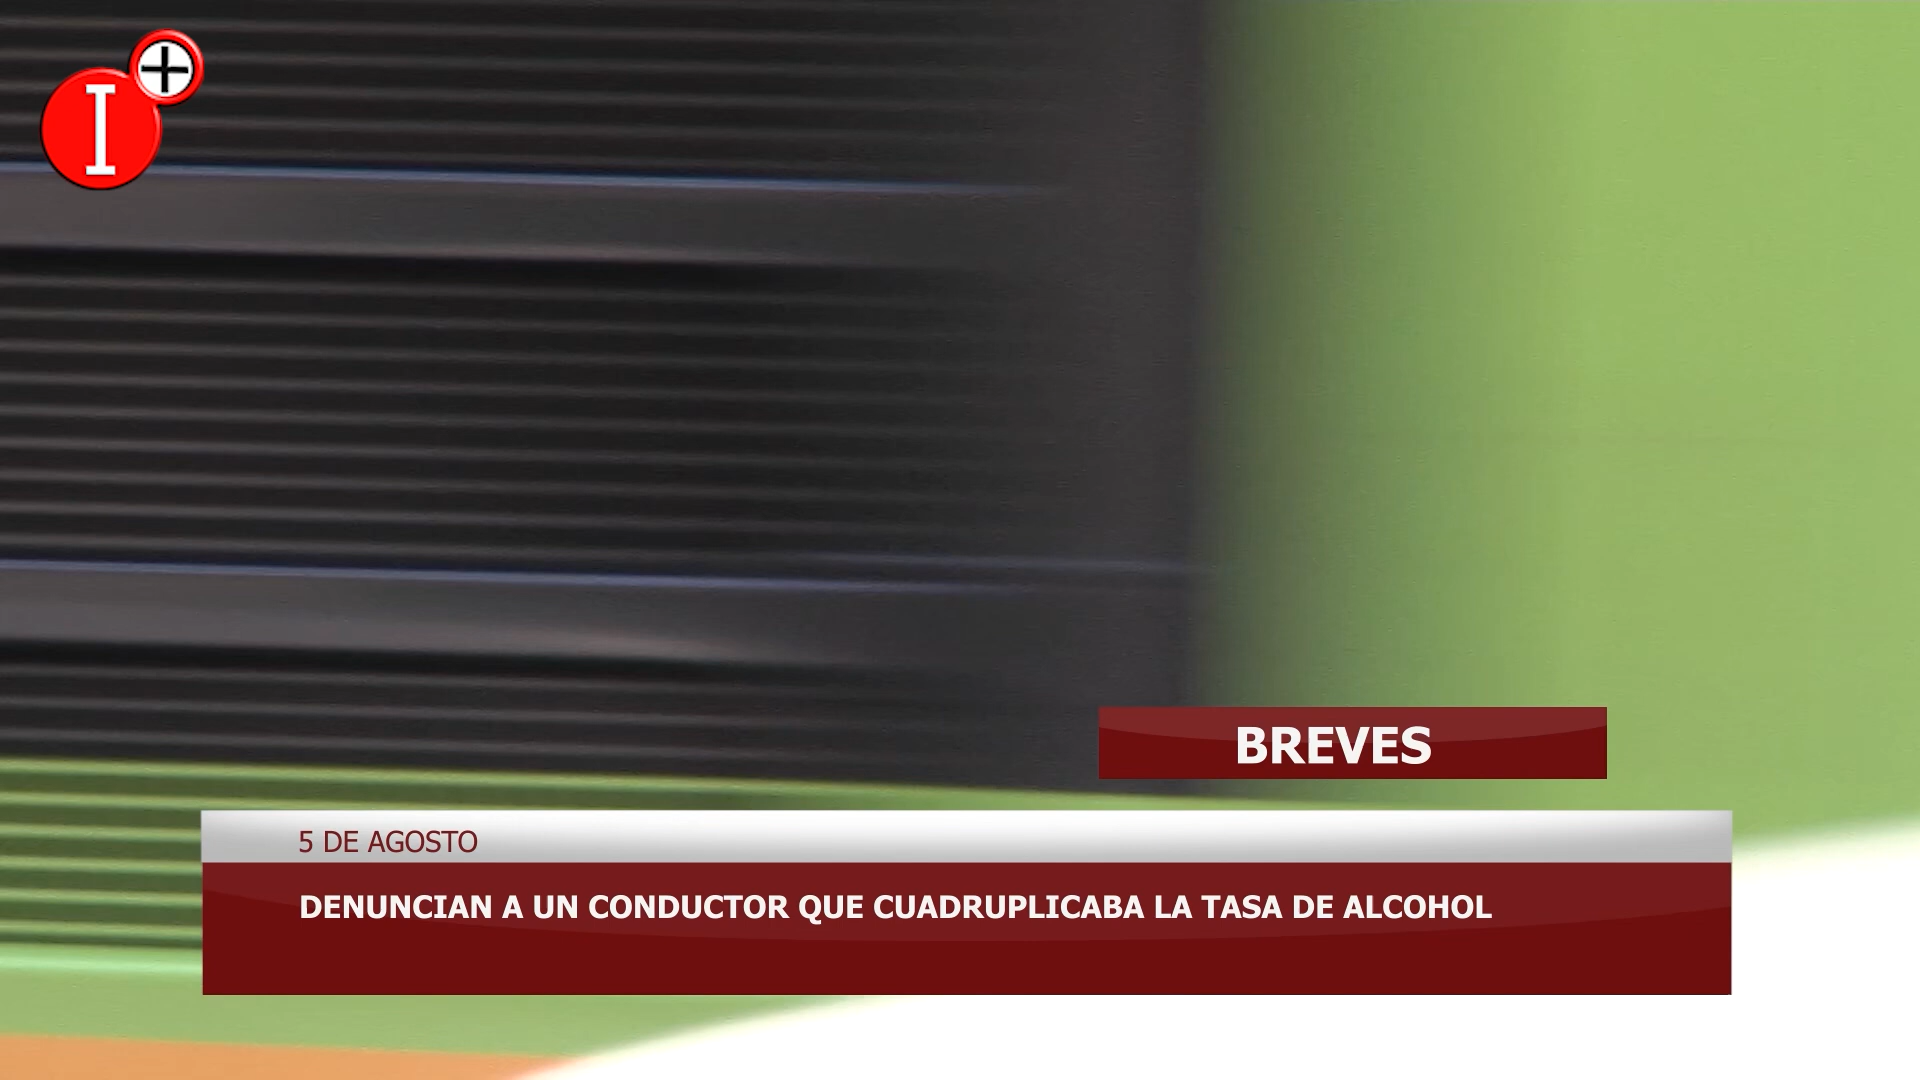 I+
BREVES
5 DE AGOSTO
DENUNCIAN A UN CONDUCTOR QUE CUADRUPLICABA LA TASA DE ALCOHOL